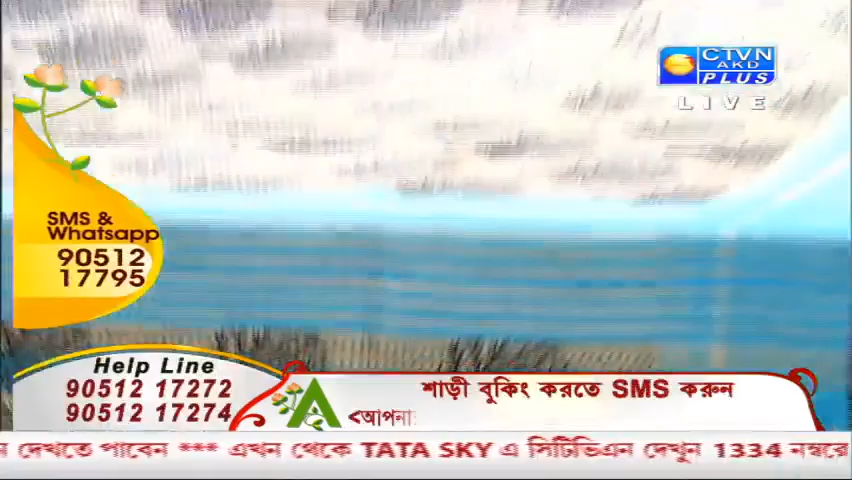 CTVN
AKD
PLUS
LIVE
SMS &
Whatsapp
90512
17795
Help Line
90512 17272
90512 17274
শাড়ী বুকিং করতে SMS করুন
<আপনা
ন দেখতে পাবেন *** এখন থেকে TATA SKY এ সিটিভিএন দেখুন 1334 নম্বরে